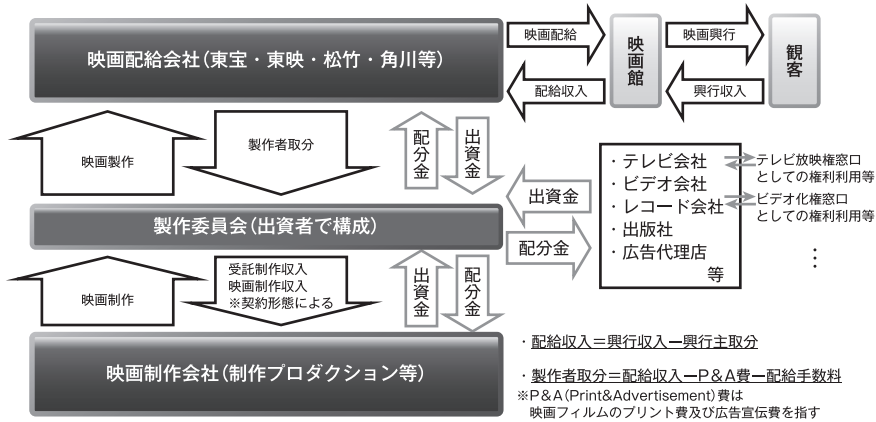 映画配給会社（東宝・東映・松竹・角川等）
映画配給
配給収入
映画館
映画興行
興行収入
観客
映画製作
製作者取分
配分金
出資金
製作委員会（出資者で構成）
出資金
配分金
・テレビ会社
・ビデオ会社
・レコード会社
・出版社
・広告代理店
等
テレビ放映権窓口
としての権利利用等
ビデオ化権窓口
としての権利利用等
⋮
映画制作
受託制作収入
映画制作収入
※契約形態による
出資金
配分金
映画制作会社（制作プロダクション等）
・配給収入＝興行収入ー興行主取分
・製作者取分＝配給収入ーP＆A費ー配給手数料
※P＆A（Print&Advertisement）費は
映画フィルムのプリント費及び広告宣伝費を指す